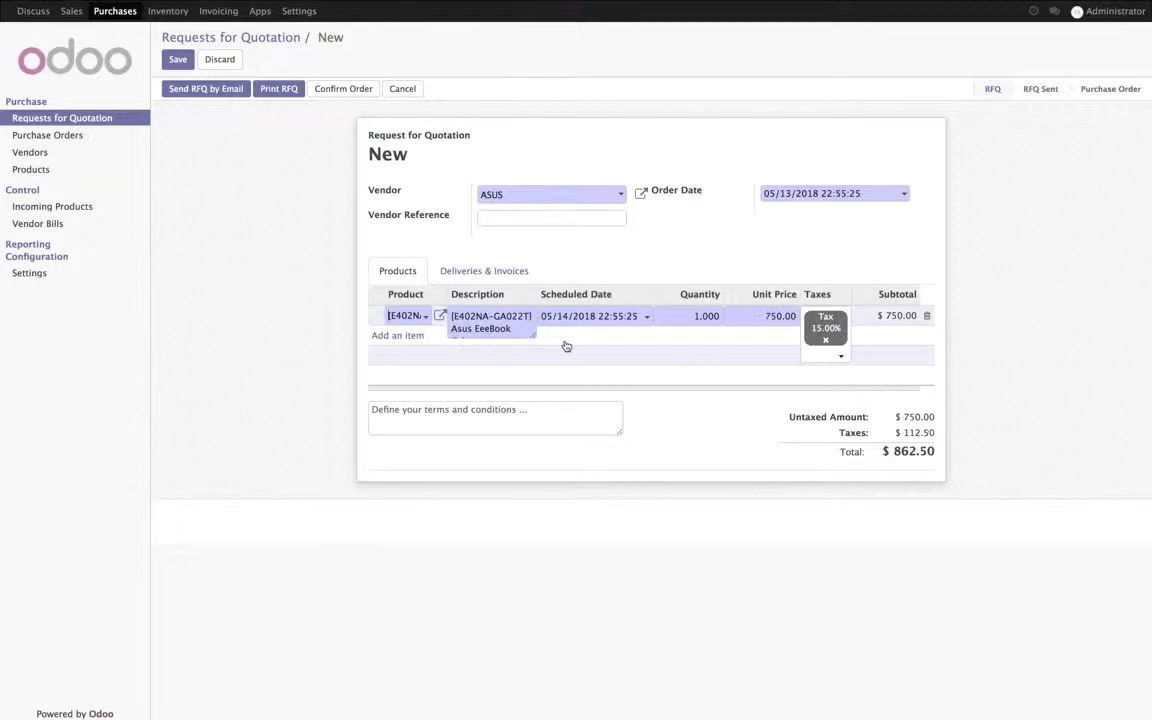 Discuss Sales Purchases Inventory Invoicing Apps Settings Administrator
odoo
Requests for Quotation / New
Save Discard
Send RFQ by Email Print RFQ Confirm Order Cancel RFQ RFQ Sent Purchase Order
Purchase
Requests for Quotation
Purchase Orders
Vendors
Products
Control
Incoming Products
Vendor Bills
Reporting
Configuration
Settings
Request for Quotation
New
Vendor ASUS Order Date 05/13/2018 22:55:25
Vendor Reference
Products Deliveries & Invoices
Product Description Scheduled Date Quantity Unit Price Taxes Subtotal
[E402N [E402NA-GA022T] 05/14/2018 22:55:25 1.000 750.00 Tax $ 750.00
Asus EeeBook 15.00%
Add an item
Define your terms and conditions ...
Untaxed Amount: $ 750.00
Taxes: $ 112.50
Total: $ 862.50
Powered by Odoo